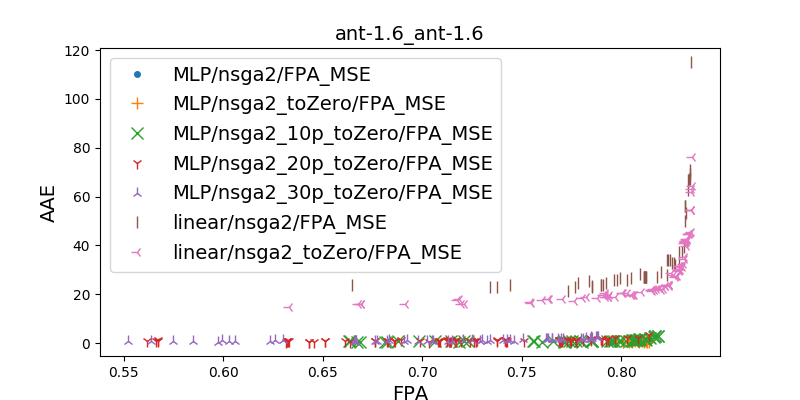 ant-1.6_ant-1.6
120
100
80
60
40
20
0
AAE
MLP/nsga2/FPA_MSE
MLP/nsga2_toZero/FPA_MSE
MLP/nsga2_10p_toZero/FPA_MSE
MLP/nsga2_20p_toZero/FPA_MSE
MLP/nsga2_30p_toZero/FPA_MSE
linear/nsga2/FPA_MSE
linear/nsga2_toZero/FPA_MSE
0.55 0.60 0.65 0.70 0.75 0.80
FPA